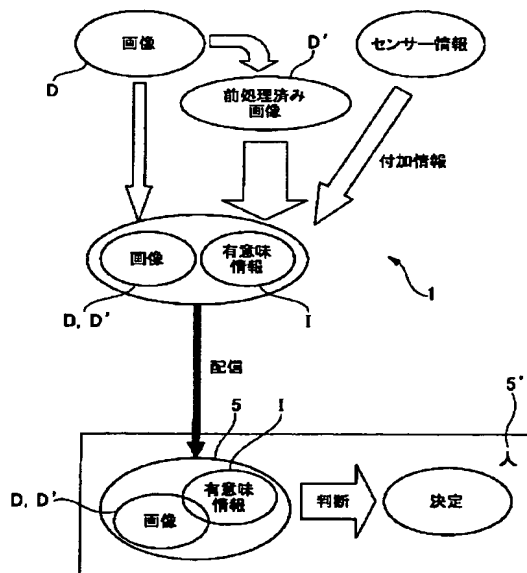 画像
D
D'
センサー情報
前処理済み
画像
付加情報
画像
有意味
情報
D, D'
I
1
配信
5
I
5'
D, D'
有意味
情報
画像
判断
決定